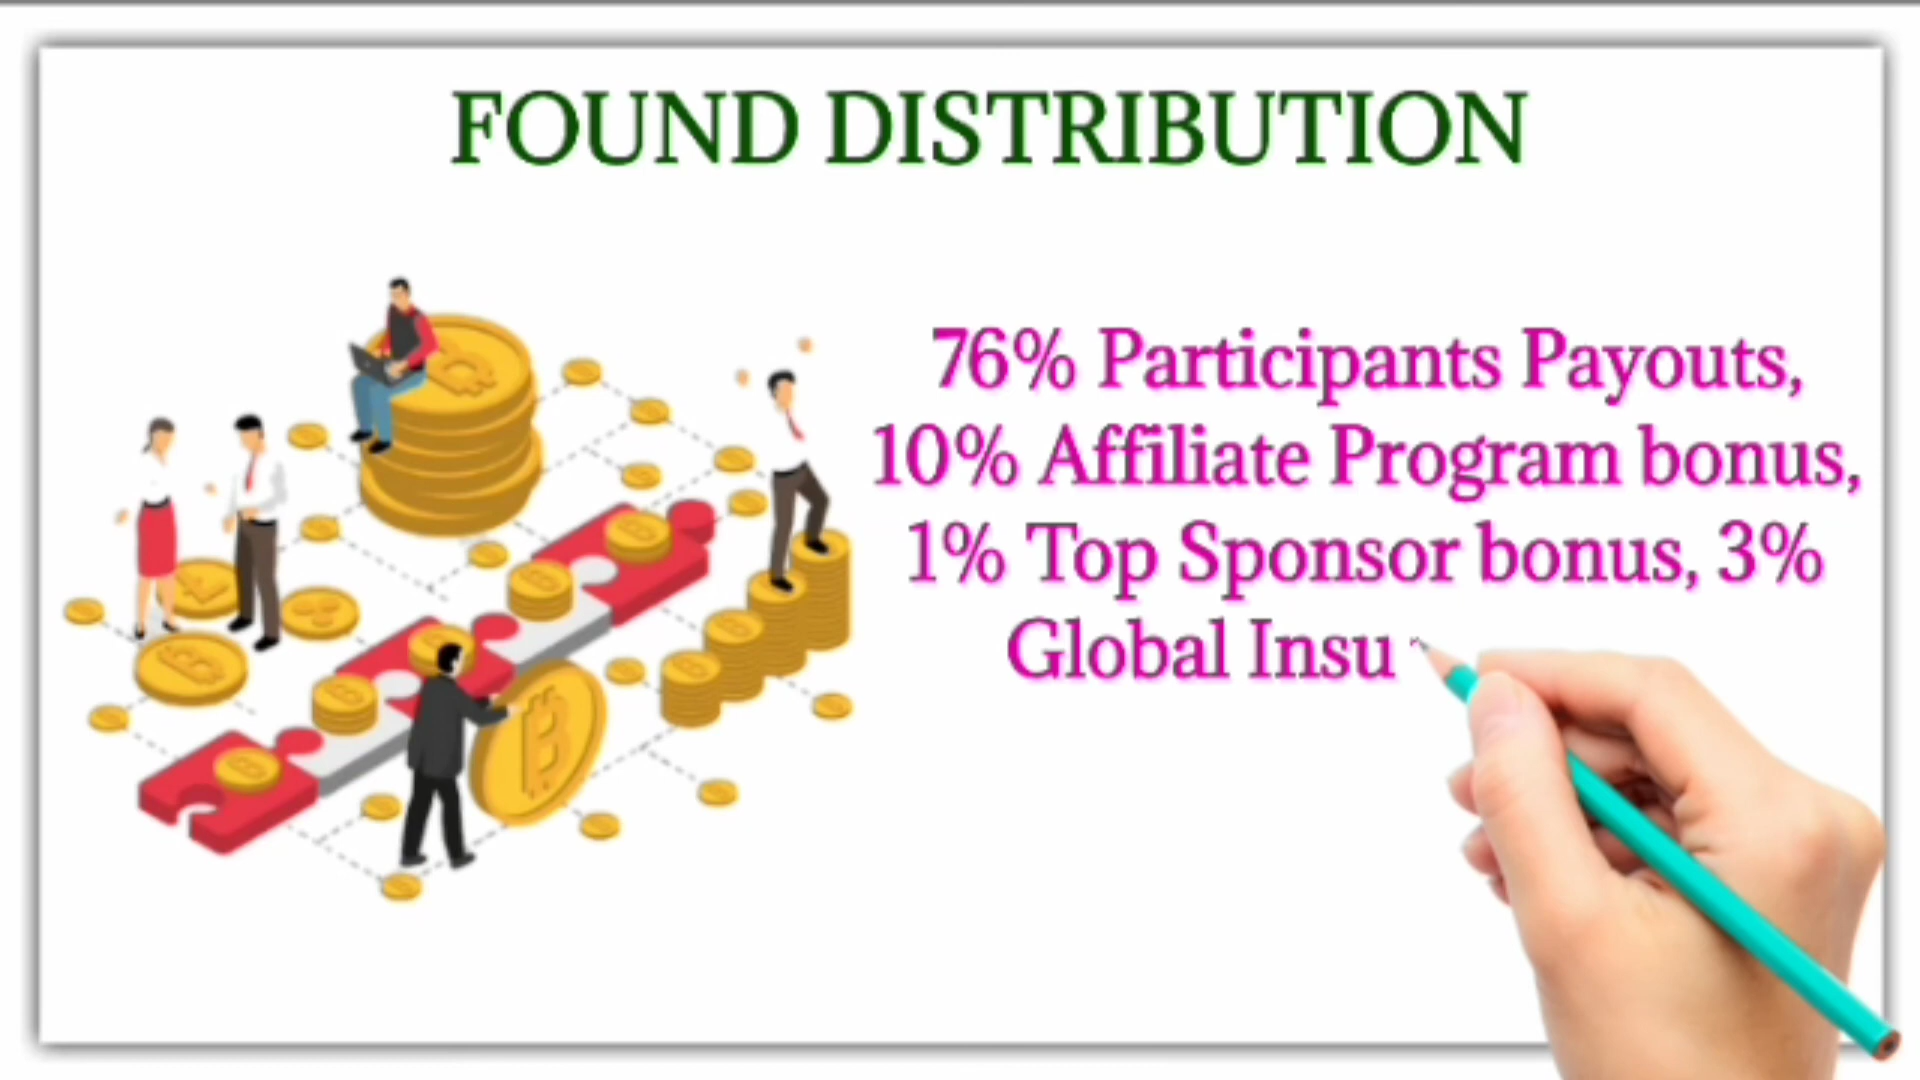 FOUND DISTRIBUTION
76% Participants Payouts,
10% Affiliate Program bonus,
1% Top Sponsor bonus, 3%
Global Insu